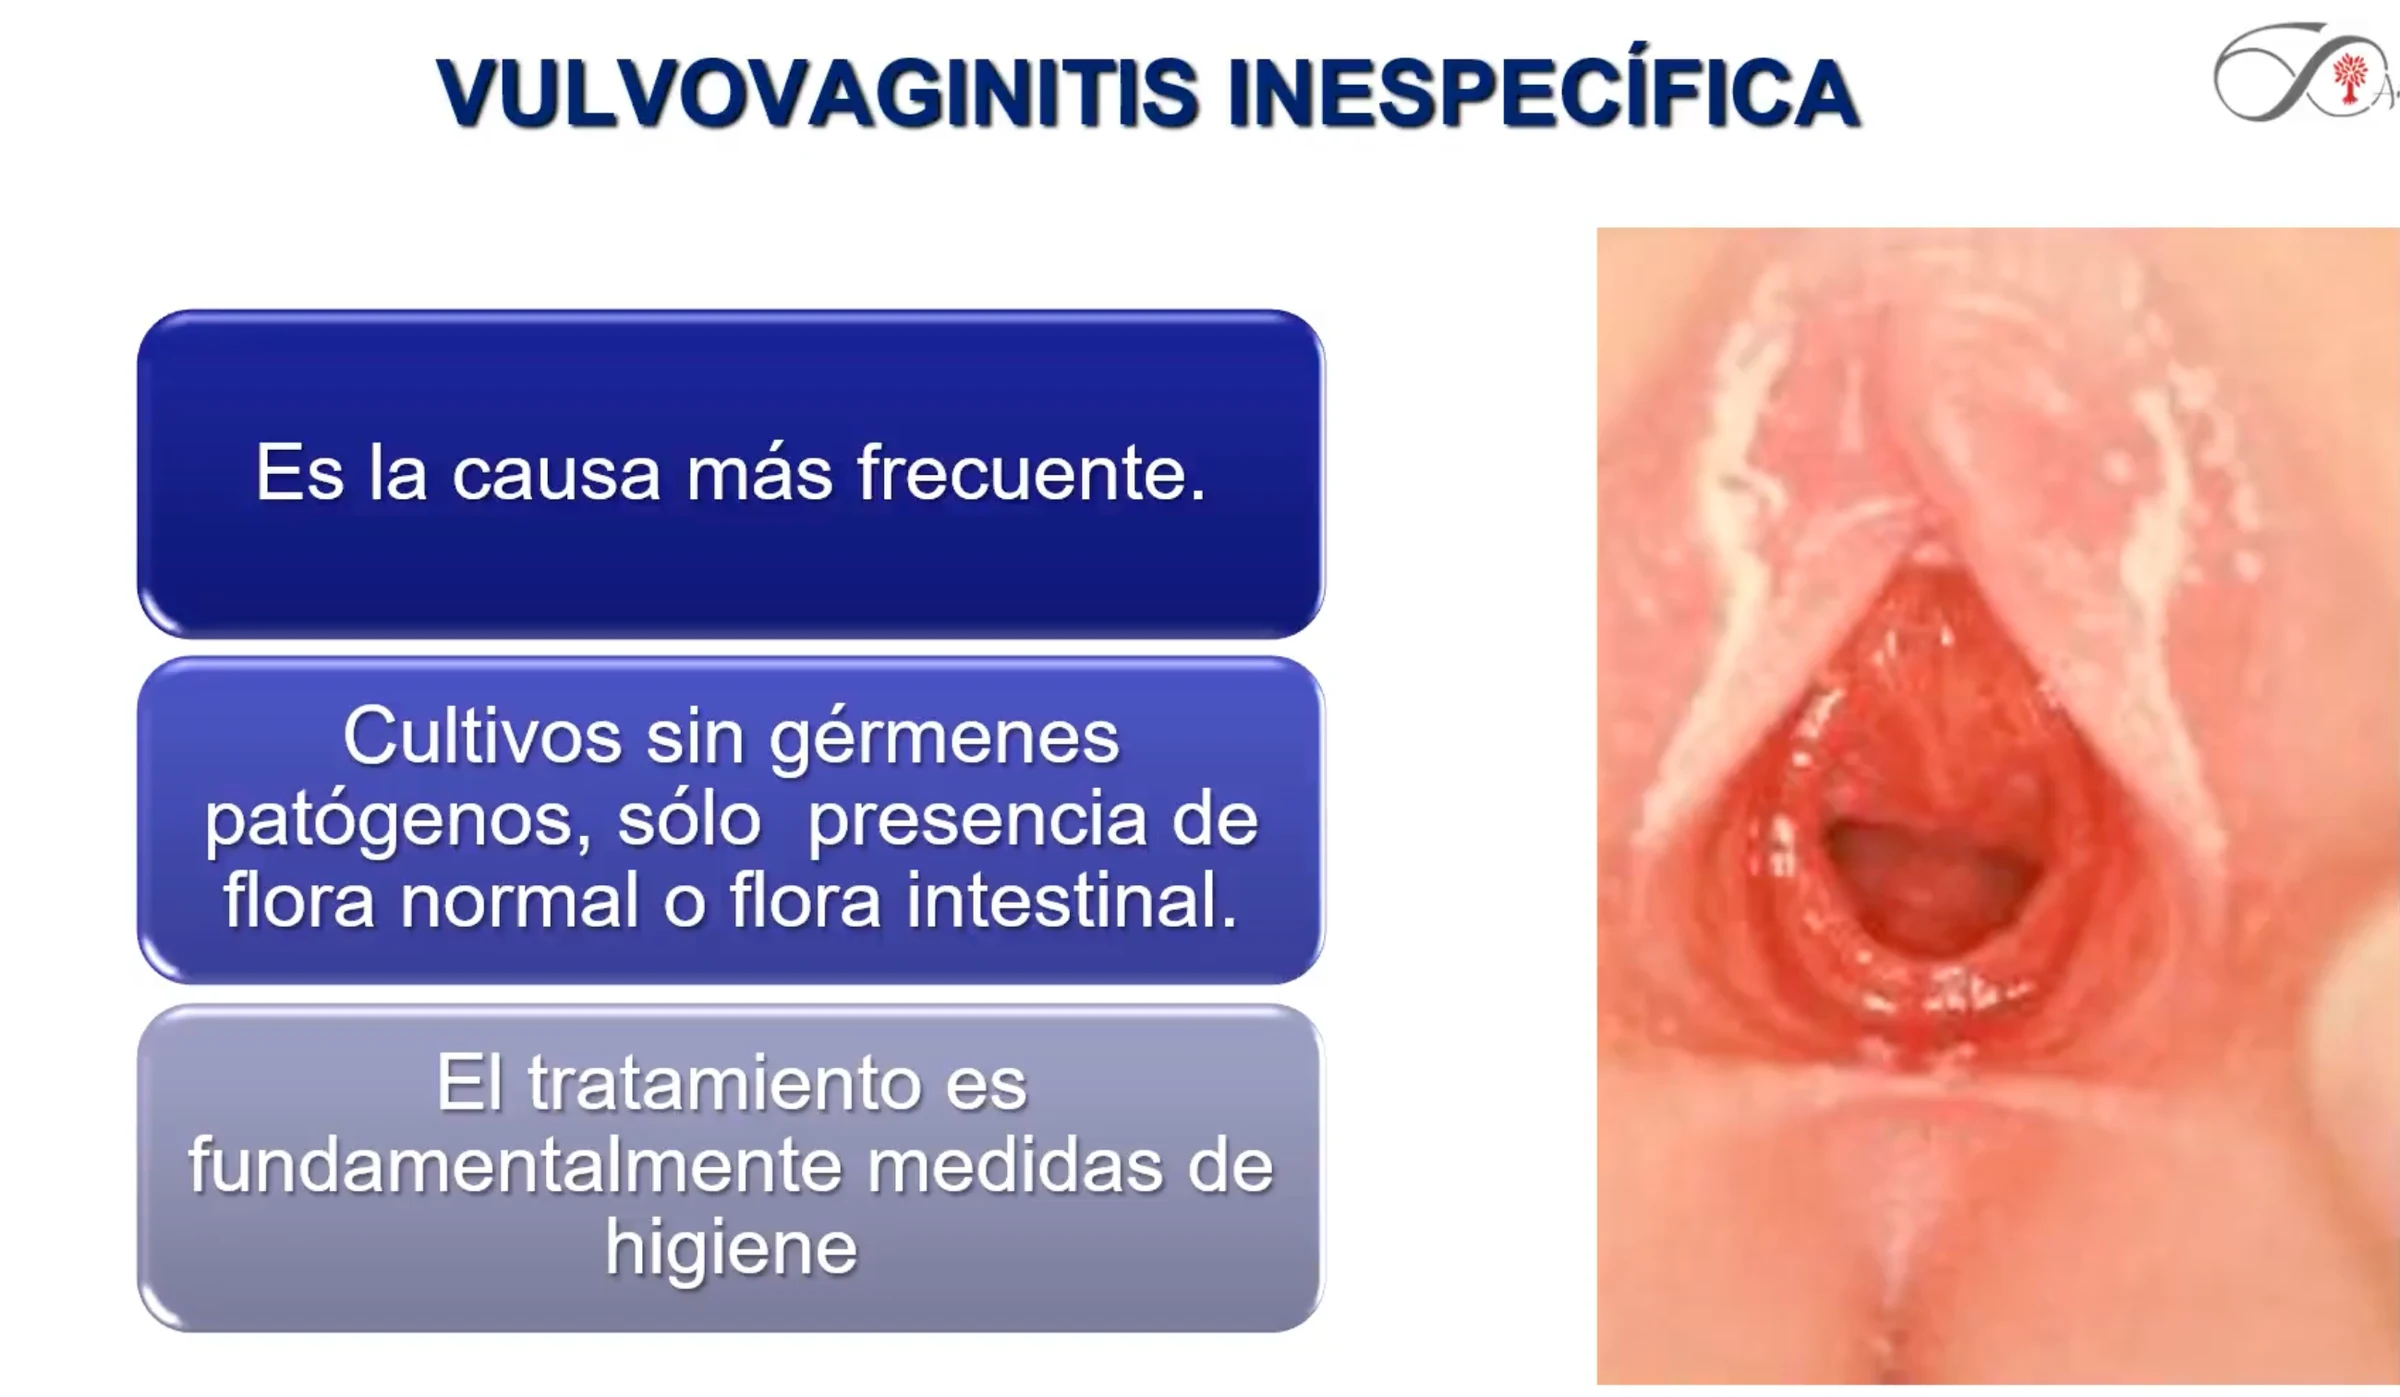 VULVOVAGINITIS INESPECÍFICA
Es la causa más frecuente.
Cultivos sin gérmenes
patógenos, sólo presencia de
flora normal o flora intestinal.
El tratamiento es
fundamentalmente medidas de
higiene